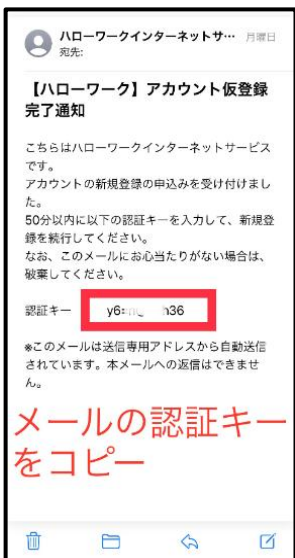 ハローワークインターネットサ… 月曜日
宛先:
【ハローワーク】アカウント仮登録
完了通知
こちらはハローワークインターネットサービス
です。
アカウントの新規登録の申込みを受け付けまし
た。
50分以内に以下の認証キーを入力して、新規登
録を続行してください。
なお、このメールにお心当たりがない場合は、
破棄してください。
認証キー
※このメールは送信専用アドレスから自動送信
されています。本メールへの返信はできませ
ん。
メールの認証キー
をコピー